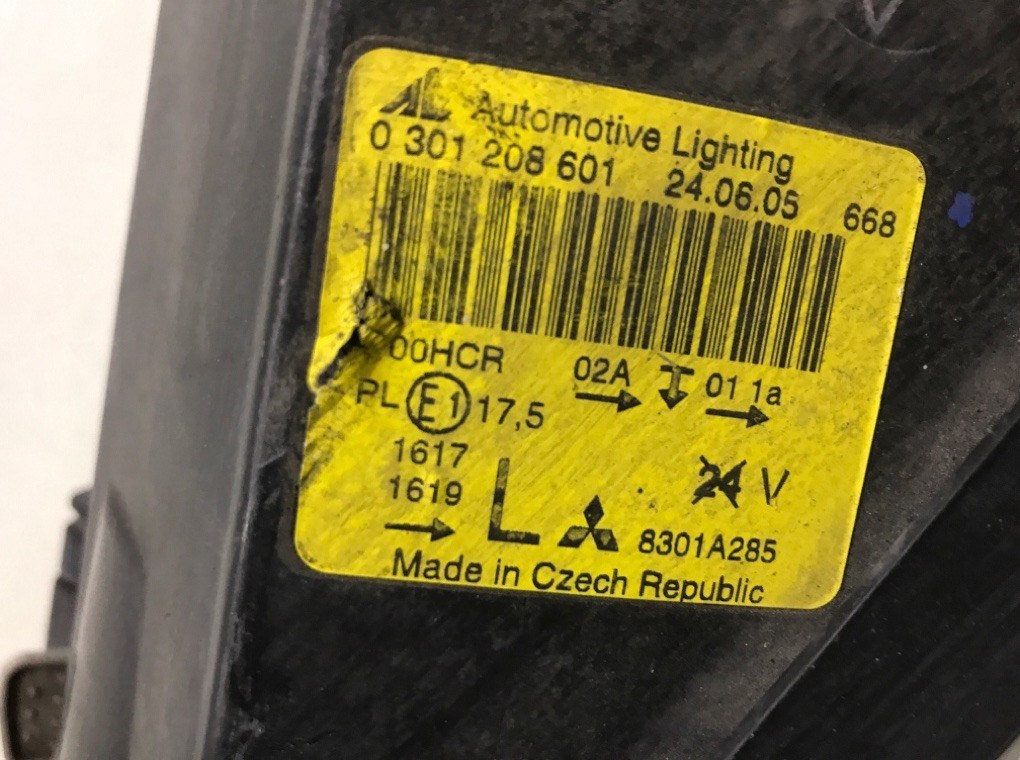 AL Automotive Lighting
0 301 208 601 24.06.05 668
00HCR 02A 01 1a
PL E1 17,5
1617
1619 24 V
L 8301A285
Made in Czech Republic